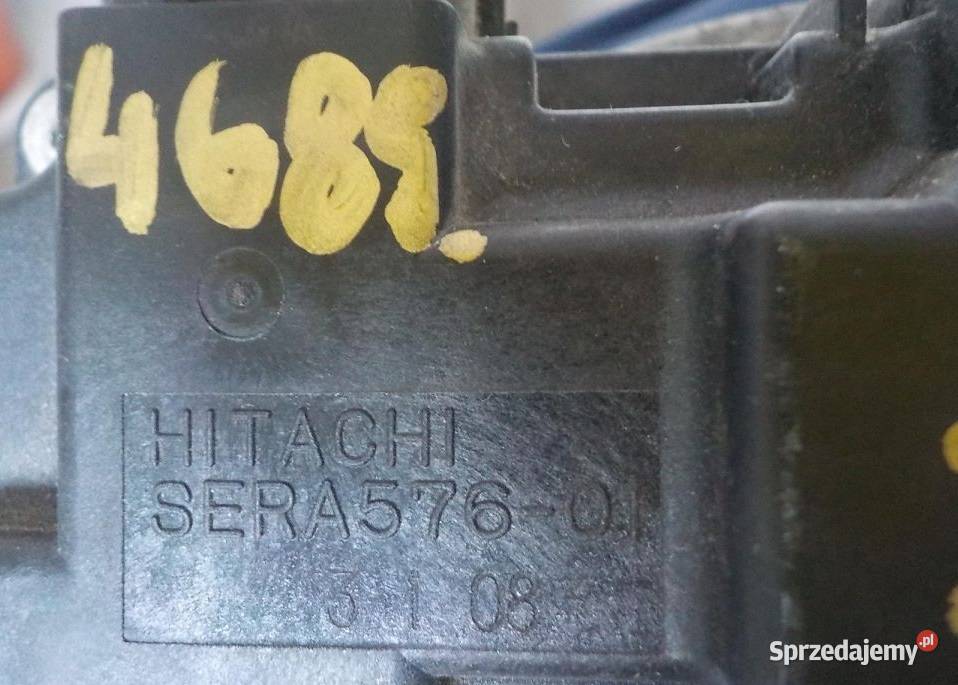 4689.
HITACHI
SERA576-01
3 1 08
Sprzedajemy.pl